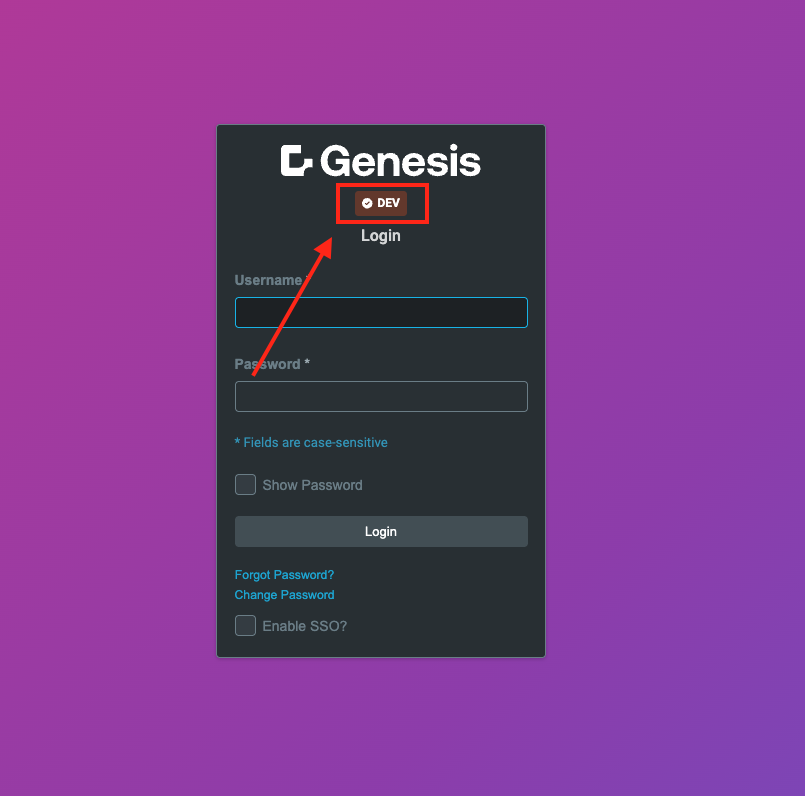 Genesis
DEV
Login
Username *
Password *
* Fields are case-sensitive
Show Password
Login
Forgot Password?
Change Password
Enable SSO?